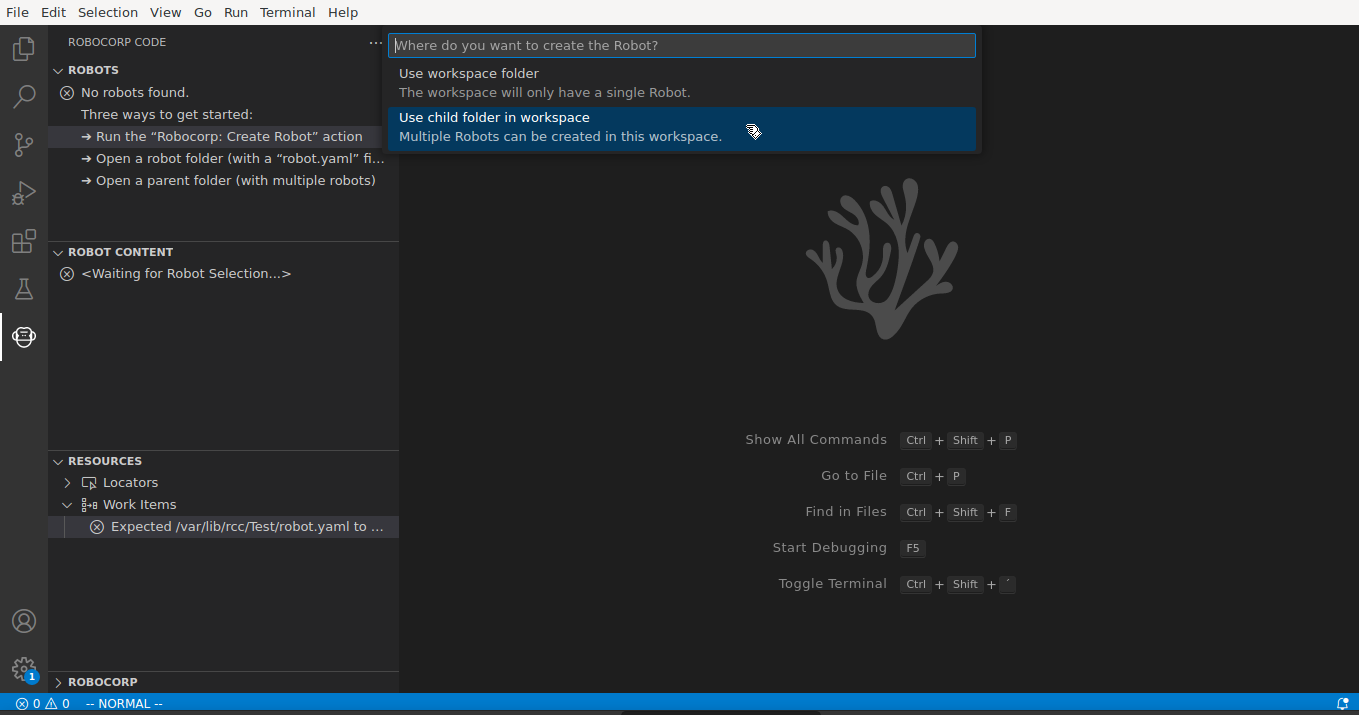 File Edit Selection View Go Run Terminal Help
ROBOCORP CODE
ROBOTS
No robots found.
Three ways to get started:
➔ Run the “Robocorp: Create Robot” action
➔ Open a robot folder (with a “robot.yaml” fi...
➔ Open a parent folder (with multiple robots)
ROBOT CONTENT
<Waiting for Robot Selection...>
RESOURCES
Locators
Work Items
Expected /var/lib/rcc/Test/robot.yaml to ...
ROBOCORP
Where do you want to create the Robot?
Use workspace folder
The workspace will only have a single Robot.
Use child folder in workspace
Multiple Robots can be created in this workspace.
Show All Commands Ctrl + Shift + P
Go to File Ctrl + P
Find in Files Ctrl + Shift + F
Start Debugging F5
Toggle Terminal Ctrl + Shift + ´
1
0 0 -- NORMAL --